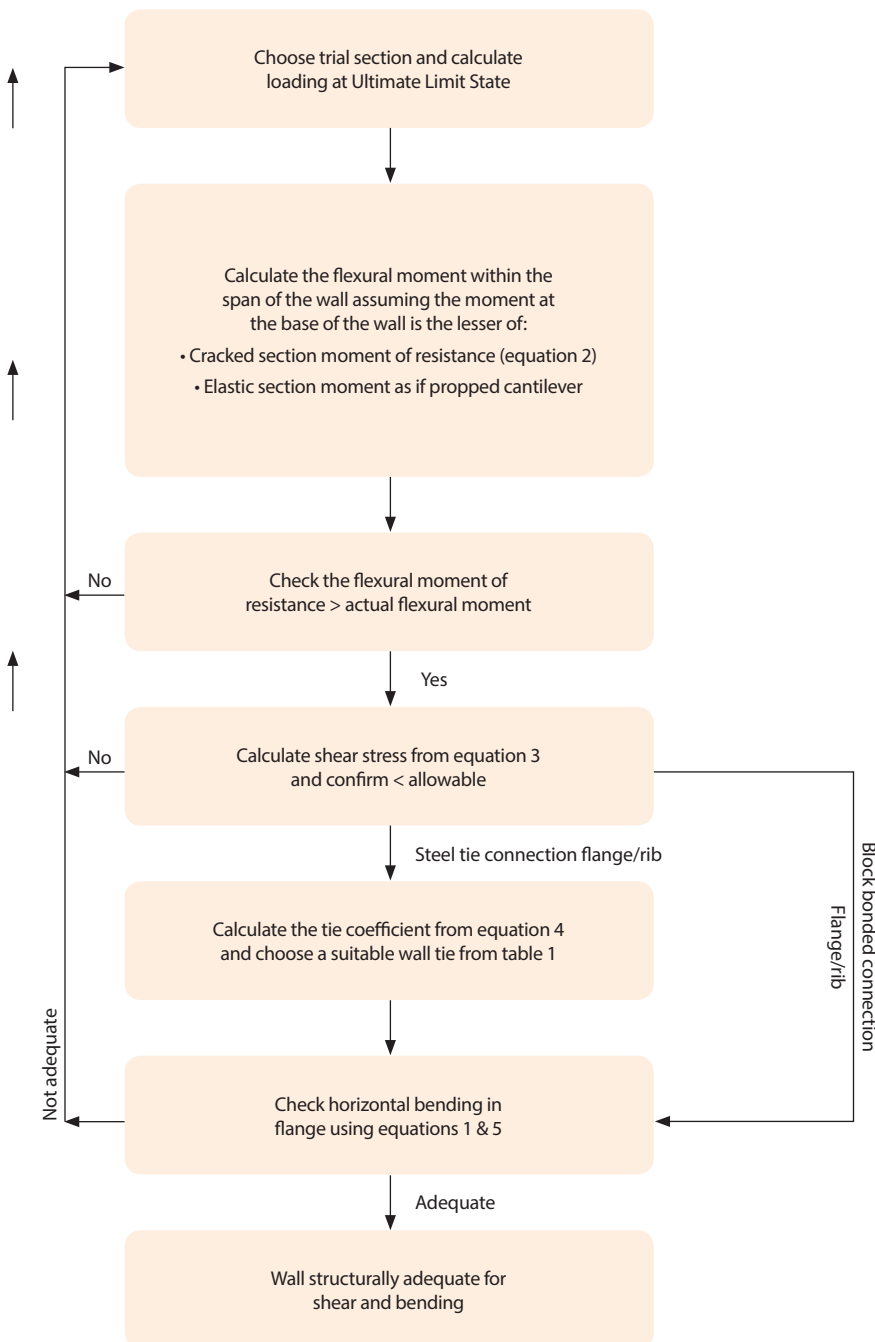 Choose trial section and calculate
loading at Ultimate Limit State
Calculate the flexural moment within the
span of the wall assuming the moment at
the base of the wall is the lesser of:
• Cracked section moment of resistance (equation 2)
• Elastic section moment as if propped cantilever
No
Check the flexural moment of
resistance > actual flexural moment
Yes
No
Calculate shear stress from equation 3
and confirm < allowable
Steel tie connection flange/rib
Block bonded connection
Flange/rib
Calculate the tie coefficient from equation 4
and choose a suitable wall tie from table 1
Not adequate
Check horizontal bending in
flange using equations 1 & 5
Adequate
Wall structurally adequate for
shear and bending